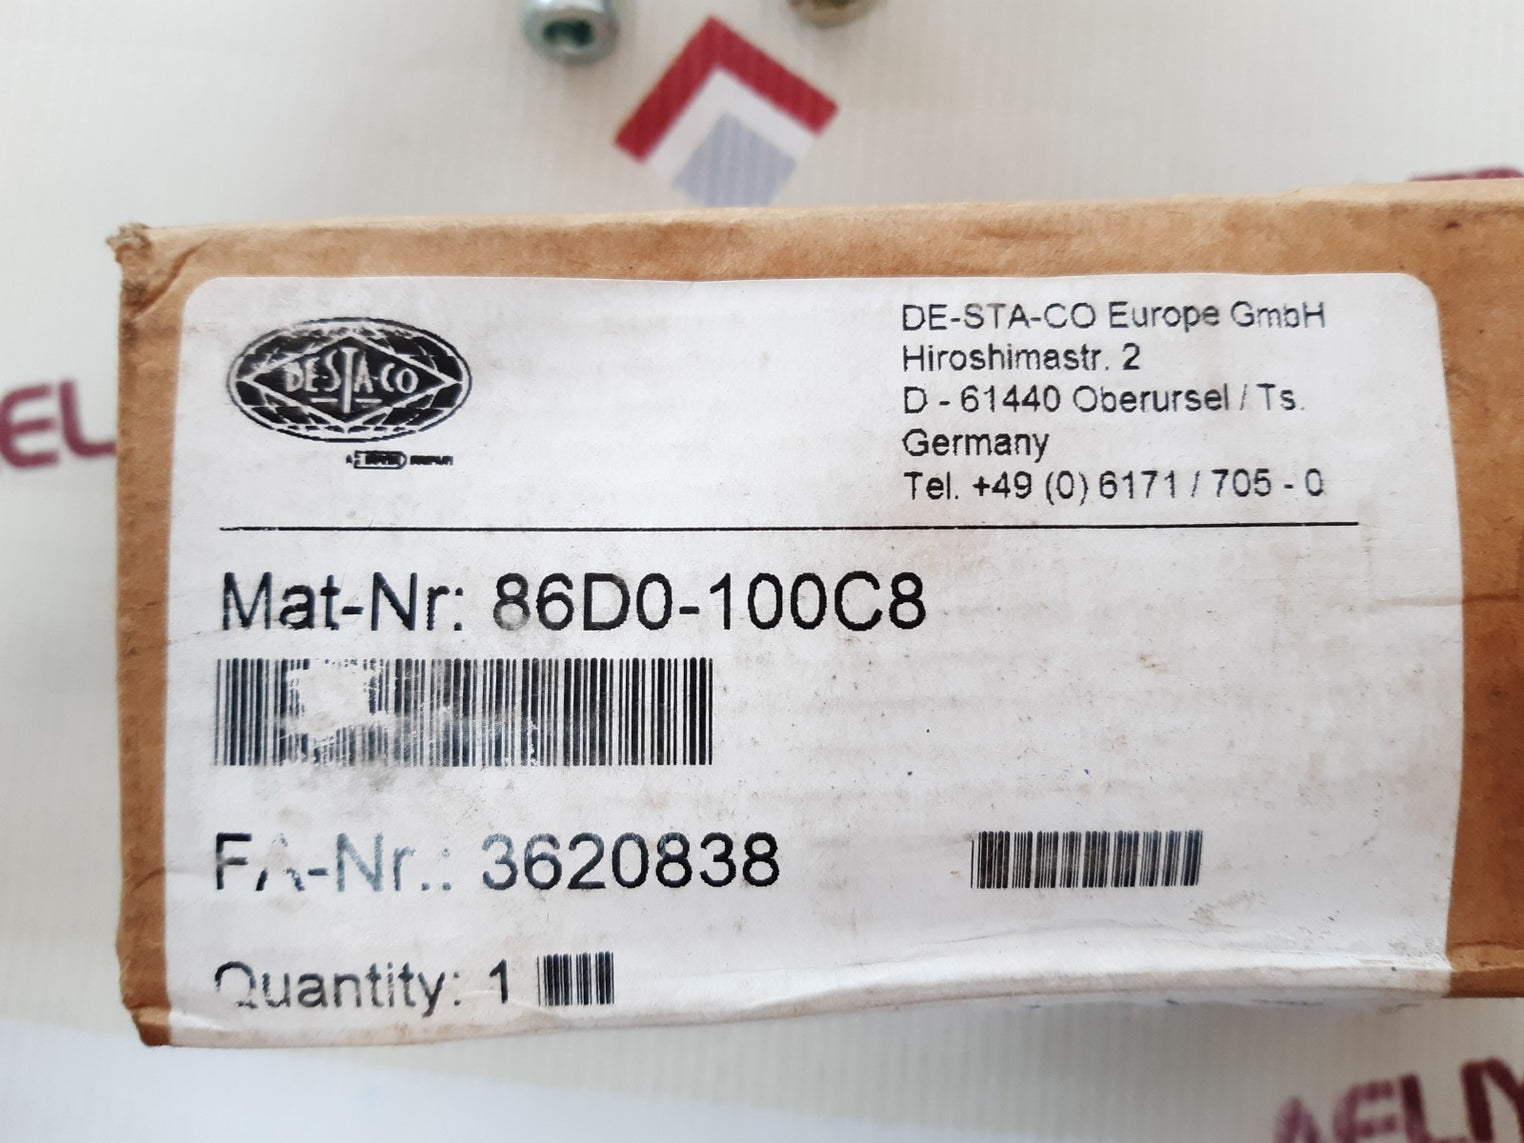 DE-STA-CO
DE-STA-CO Europe GmbH
Hiroshimastr. 2
D - 61440 Oberursel / Ts.
Germany
Tel. +49 (0) 6171 / 705 - 0
Mat-Nr: 86D0-100C8
FA-Nr.: 3620838
Quantity: 1